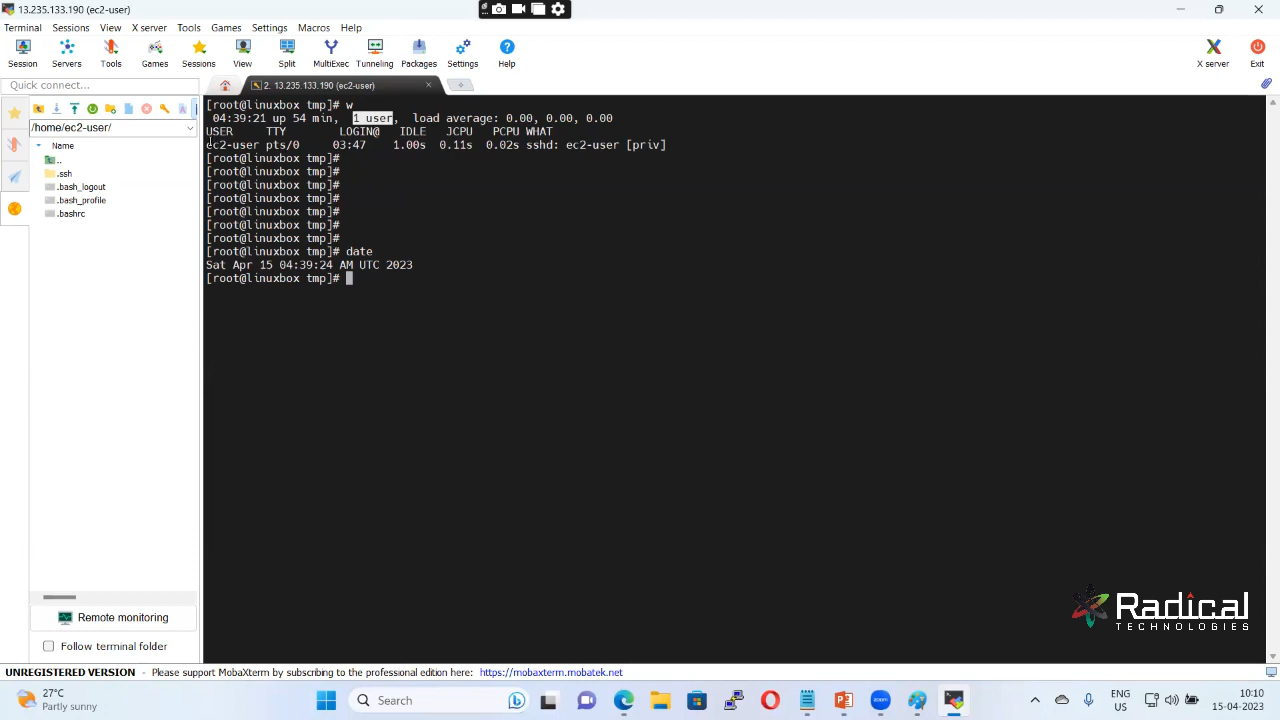 13.235.133.190 (ec2-user)
Terminal Sessions View X server Tools Games Settings Macros Help
Session Servers Tools Games Sessions View Split MultiExec Tunneling Packages Settings Help X server Exit
Quick connect...
2. 13.235.133.190 (ec2-user)
/home/ec2-user/
Name
..
.ssh
.bash_logout
.bash_profile
.bashrc
[root@linuxbox tmp]# w
04:39:21 up 54 min, 1 user, load average: 0.00, 0.00, 0.00
USER TTY LOGIN@ IDLE JCPU PCPU WHAT
ec2-user pts/0 03:47 1.00s 0.11s 0.02s sshd: ec2-user [priv]
[root@linuxbox tmp]#
[root@linuxbox tmp]#
[root@linuxbox tmp]#
[root@linuxbox tmp]#
[root@linuxbox tmp]#
[root@linuxbox tmp]#
[root@linuxbox tmp]#
[root@linuxbox tmp]# date
Sat Apr 15 04:39:24 AM UTC 2023
[root@linuxbox tmp]#
Remote monitoring
Follow terminal folder
Radical
TECHNOLOGIES
UNREGISTERED VERSION - Please support MobaXterm by subscribing to the professional edition here: https://mobaxterm.mobatek.net
27°C
Partly sunny
Search
zoom
ENG
US
10:10
15-04-2023